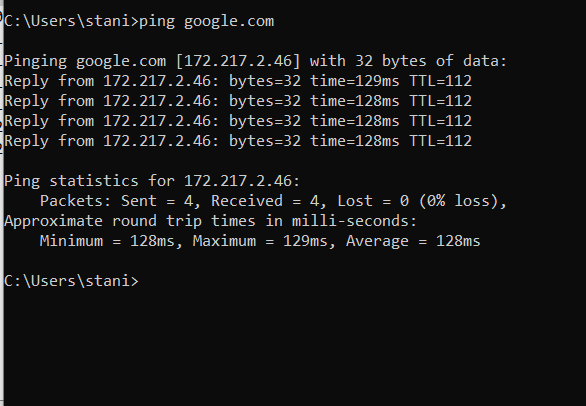 C:\Users\stani>ping google.com
Pinging google.com [172.217.2.46] with 32 bytes of data:
Reply from 172.217.2.46: bytes=32 time=129ms TTL=112
Reply from 172.217.2.46: bytes=32 time=128ms TTL=112
Reply from 172.217.2.46: bytes=32 time=128ms TTL=112
Reply from 172.217.2.46: bytes=32 time=128ms TTL=112
Ping statistics for 172.217.2.46:
    Packets: Sent = 4, Received = 4, Lost = 0 (0% loss),
Approximate round trip times in milli-seconds:
    Minimum = 128ms, Maximum = 129ms, Average = 128ms
C:\Users\stani>